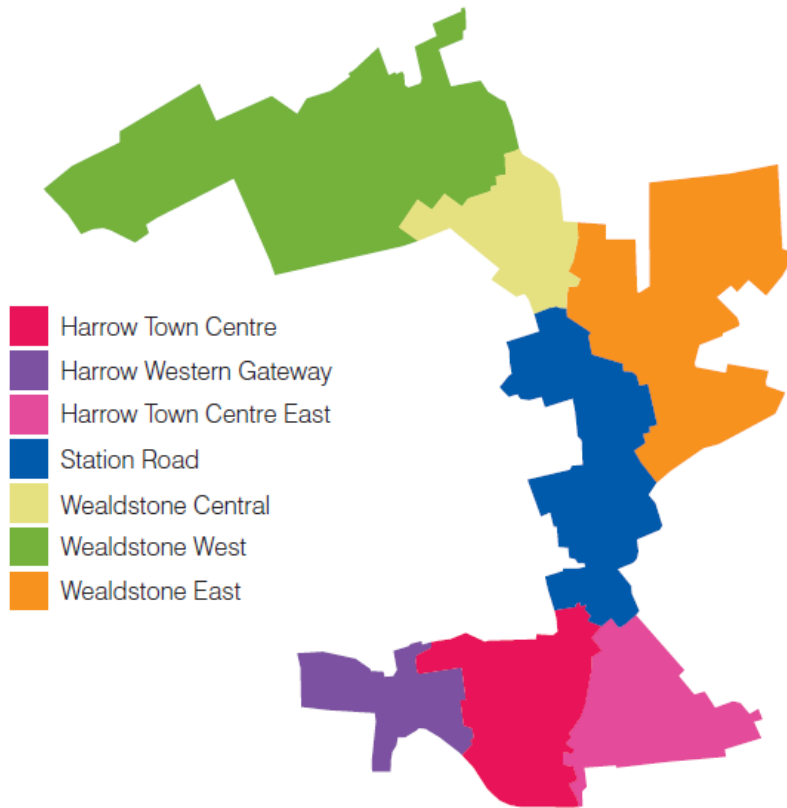 Harrow Town Centre
Harrow Western Gateway
Harrow Town Centre East
Station Road
Wealdstone Central
Wealdstone West
Wealdstone East